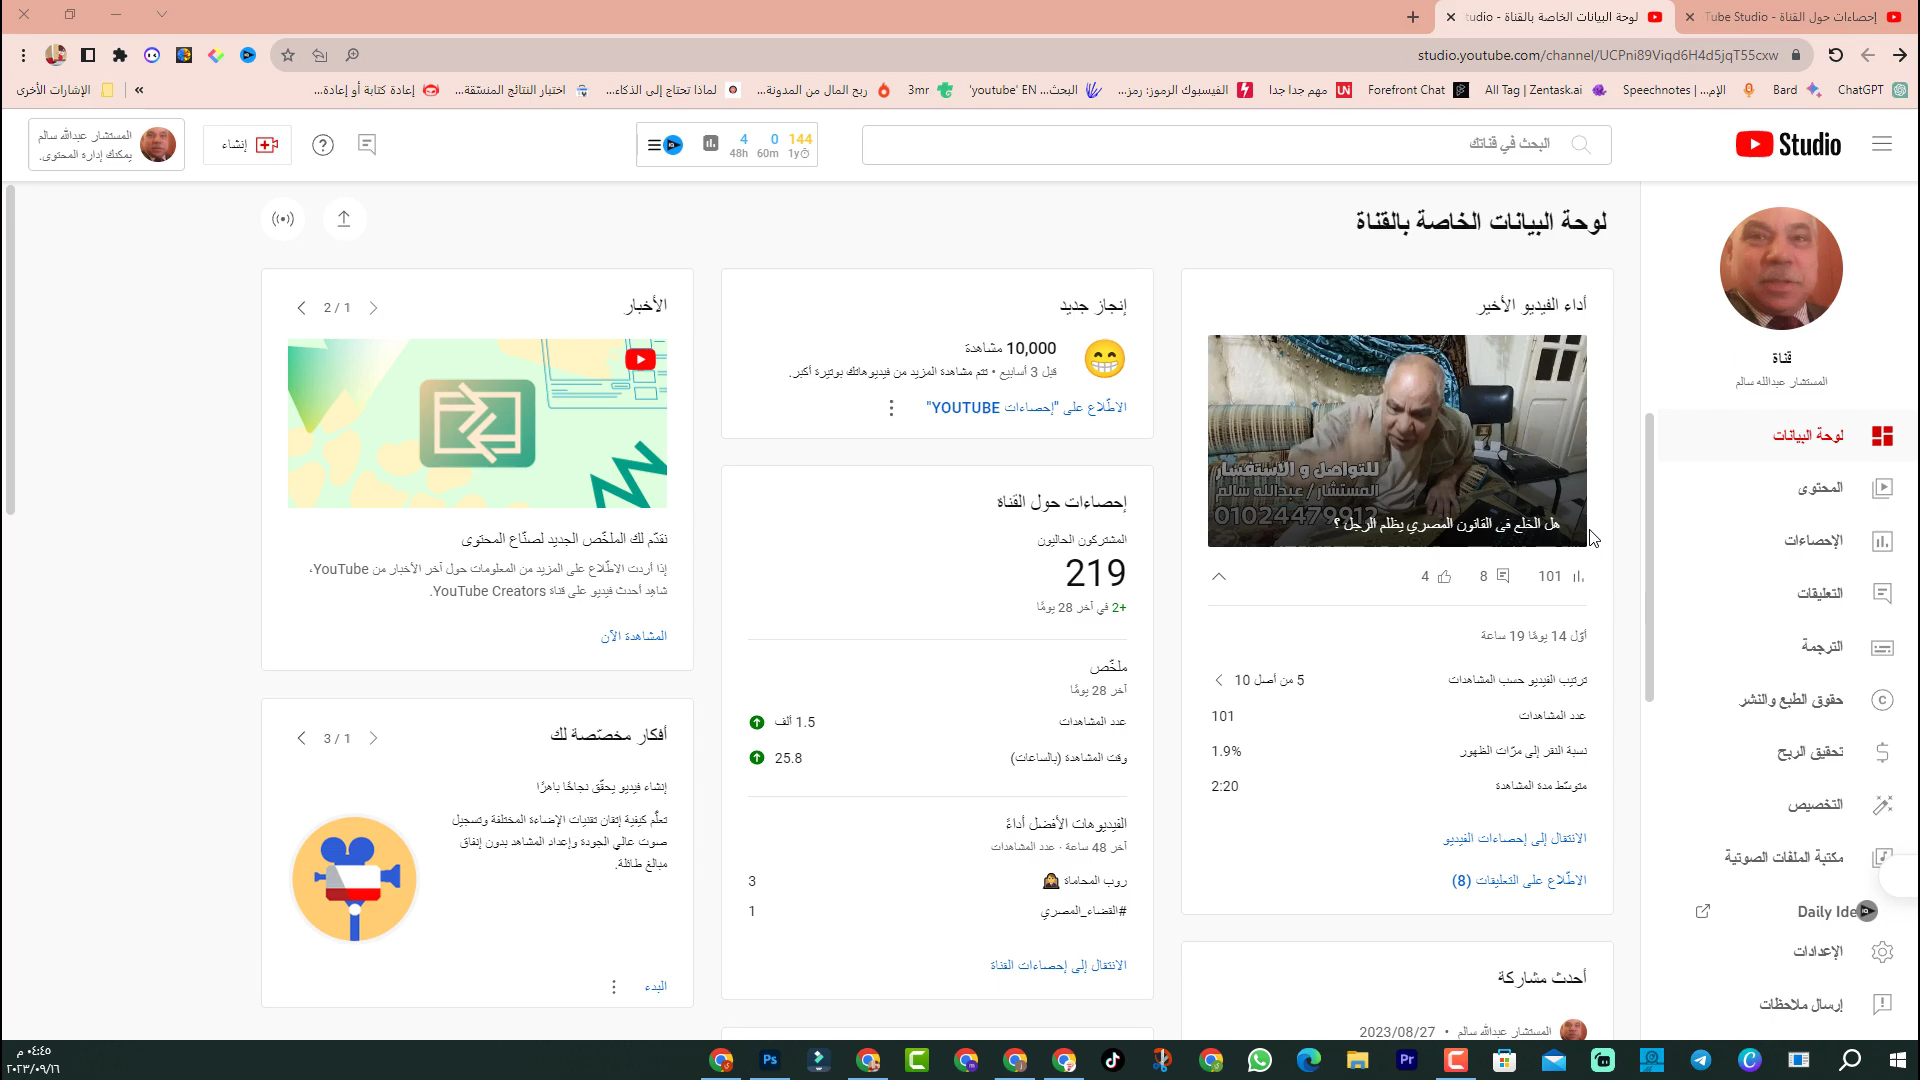 إحصاءات حول القناة - Tube Studio
لوحة البيانات الخاصة بالقناة - tudio
studio.youtube.com/channel/UCPni89Viqd6H4d5jqT55cxw
ChatGPT
Bard
Speechnotes | الإم...
All Tag | Zentask.ai
Forefront Chat
مهم جدا جدا
الفيسبوك الرموز: رمز...
البحث... youtube' EN'
3mr
ربح المال من المدونة...
لماذا تحتاج إلى الذكاء...
اختبار النتائج المنسّقة...
إعادة كتابة أو إعادة...
«
الإشارات الأخرى
Studio
البحث في قناتك
144 0 4
1y 60m 48h
إنشاء
المستشار عبدالله سالم
يمكنك إدارة المحتوى.
قناة
المستشار عبدالله سالم
لوحة البيانات
المحتوى
الإحصاءات
التعليقات
الترجمة
حقوق الطبع والنشر
تحقيق الربح
التخصيص
مكتبة الملفات الصوتية
Daily Ide
الإعدادات
إرسال ملاحظات
لوحة البيانات الخاصة بالقناة
أداء الفيديو الأخير
للتواصل و الاستفسار
المستشار/ عبدالله سالم
01024479912
هل الخلع فى القانون المصري يظلم الرجل ؟
101 8 4
أوّل 14 يومًا 19 ساعة
ترتيب الفيديو حسب المشاهدات 5 من أصل 10
عدد المشاهدات 101
نسبة النقر إلى مرّات الظهور 1.9%
متوسّط مدة المشاهدة 2:20
الانتقال إلى إحصاءات الفيديو
الاطّلاع على التعليقات (8)
أحدث مشاركة
المستشار عبدالله سالم • 2023/08/27
إنجاز جديد
10,000 مشاهدة
قبل 3 أسابيع • تتم مشاهدة المزيد من فيديوهاتك بوتيرة أكبر.
الاطّلاع على "إحصاءات YOUTUBE"
إحصاءات حول القناة
المشتركون الحاليون
219
+2 في آخر 28 يومًا
ملخّص
آخر 28 يومًا
عدد المشاهدات 1.5 ألف
وقت المشاهدة (بالساعات) 25.8
الفيديوهات الأفضل أداءً
آخر 48 ساعة · عدد المشاهدات
روب المحاماة 3
#القضاء_المصري 1
الانتقال إلى إحصاءات القناة
الأخبار
1 / 2
نقدّم لك الملخّص الجديد لصنّاع المحتوى
إذا أردت الاطّلاع على المزيد من المعلومات حول آخر الأخبار من YouTube،
شاهِد أحدث فيديو على قناة YouTube Creators.
المشاهدة الآن
أفكار مخصّصة لك
1 / 3
إنشاء فيديو يحقّق نجاحًا باهرًا
تعلَّم كيفية إتقان تقنيات الإضاءة المختلفة وتسجيل
صوت عالي الجودة وإعداد المشاهد بدون إنفاق
مبالغ طائلة.
البدء
٠٤:٤٥ م
٢٠٢٣/٠٩/١٦